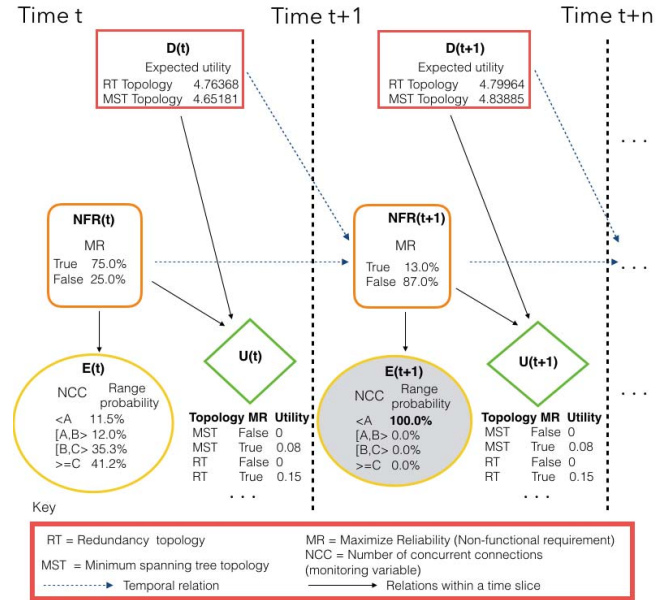 Time t
Time t+1
Time t+n
D(t)
Expected utility
RT Topology 4.76368
MST Topology 4.65181
D(t+1)
Expected utility
RT Topology 4.79964
MST Topology 4.83885
. . .
NFR(t)
MR
True 75.0%
False 25.0%
NFR(t+1)
MR
True 13.0%
False 87.0%
. . .
E(t)
NCC Range
probability
<A 11.5%
[A,B> 12.0%
[B,C> 35.3%
>=C 41.2%
U(t)
Topology MR Utility
MST False 0
MST True 0.08
RT False 0
RT True 0.15
. . .
E(t+1)
NCC Range
probability
<A 100.0%
[A,B> 0.0%
[B,C> 0.0%
>=C 0.0%
U(t+1)
Topology MR Utility
MST False 0
MST True 0.08
RT False 0
RT True 0.15
. . .
. . .
Key
RT = Redundancy topology
MST = Minimum spanning tree topology
MR = Maximize Reliability (Non-functional requirement)
NCC = Number of concurrent connections
(monitoring variable)
Temporal relation
Relations within a time slice